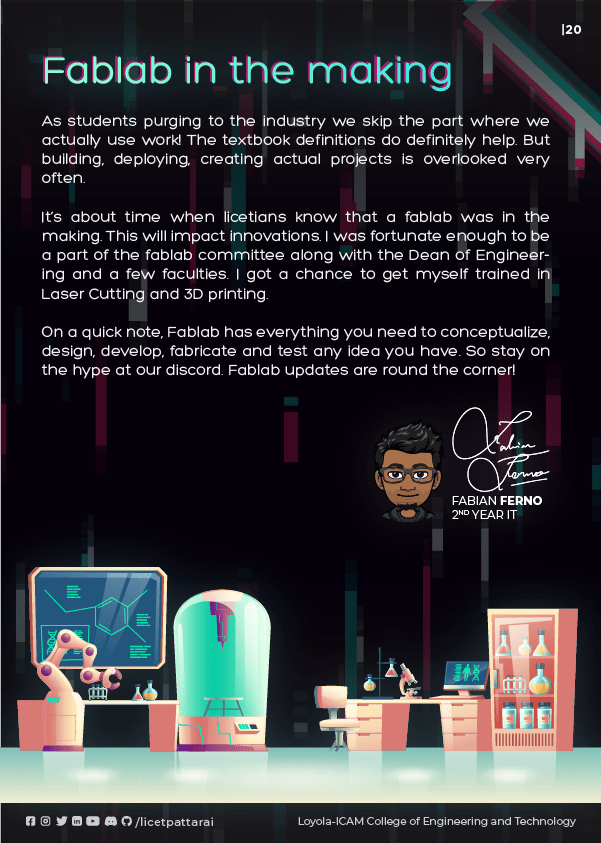 |20
Fablab in the making
As students purging to the industry we skip the part where we
actually use work! The textbook definitions do definitely help. But
building, deploying, creating actual projects is overlooked very
often.
It's about time when licetians know that a fablab was in the
making. This will impact innovations. I was fortunate enough to be
a part of the fablab committee along with the Dean of Engineer-
ing and a few faculties. I got a chance to get myself trained in
Laser Cutting and 3D printing.
On a quick note, Fablab has everything you need to conceptualize,
design, develop, fabricate and test any idea you have. So stay on
the hype at our discord. Fablab updates are round the corner!
Fabian
Ferno
FABIAN FERNO
2ND YEAR IT
/licetpattarai
Loyola-ICAM College of Engineering and Technology